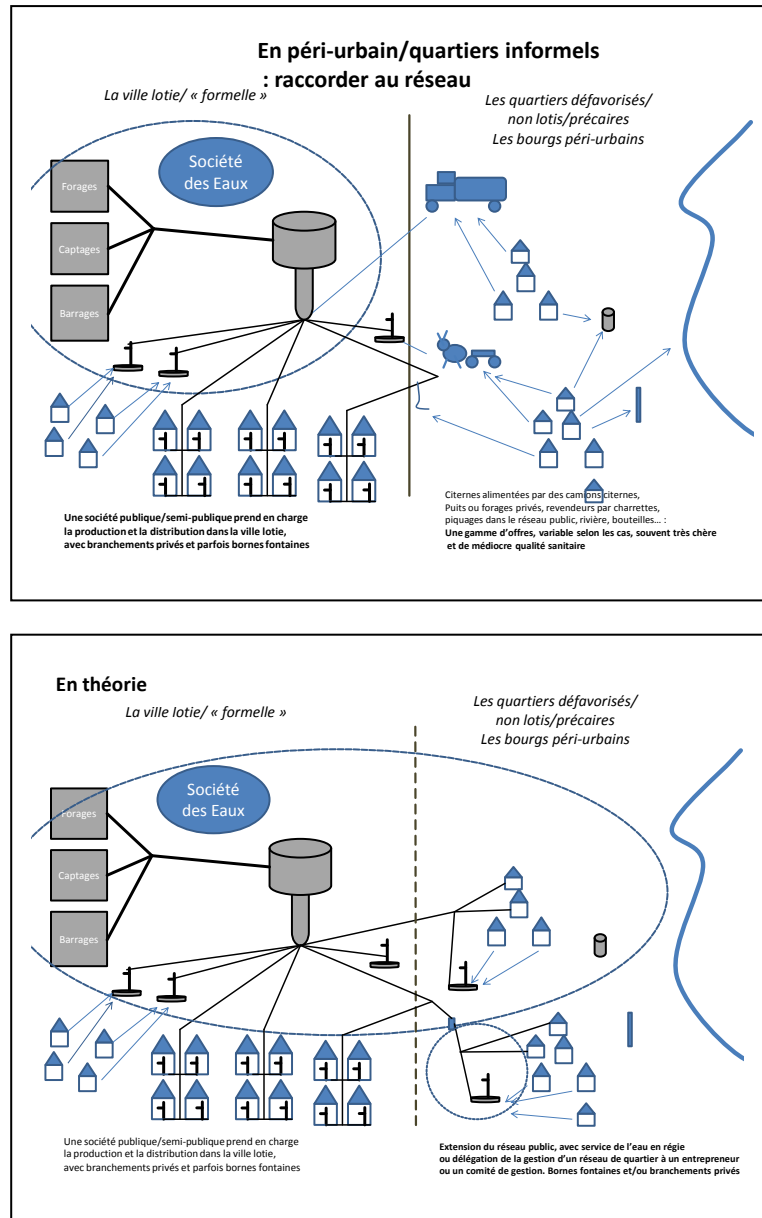 En péri-urbain/quartiers informels
: raccorder au réseau
La ville lotie/ « formelle »
Les quartiers défavorisés/
non lotis/précaires
Les bourgs péri-urbains
Société
des Eaux
Forages
Captages
Barrages
Une société publique/semi-publique prend en charge
la production et la distribution dans la ville lotie,
avec branchements privés et parfois bornes fontaines
Citernes alimentées par des camions citernes,
Puits ou forages privés, revendeurs par charrettes,
piquages dans le réseau public, rivière, bouteilles... :
Une gamme d'offres, variable selon les cas, souvent très chère
et de médiocre qualité sanitaire
En théorie
La ville lotie/ « formelle »
Les quartiers défavorisés/
non lotis/précaires
Les bourgs péri-urbains
Société
des Eaux
Forages
Captages
Barrages
Une société publique/semi-publique prend en charge
la production et la distribution dans la ville lotie,
avec branchements privés et parfois bornes fontaines
Extension du réseau public, avec service de l'eau en régie
ou délégation de la gestion d'un réseau de quartier à un entrepreneur
ou un comité de gestion. Bornes fontaines et/ou branchements privés